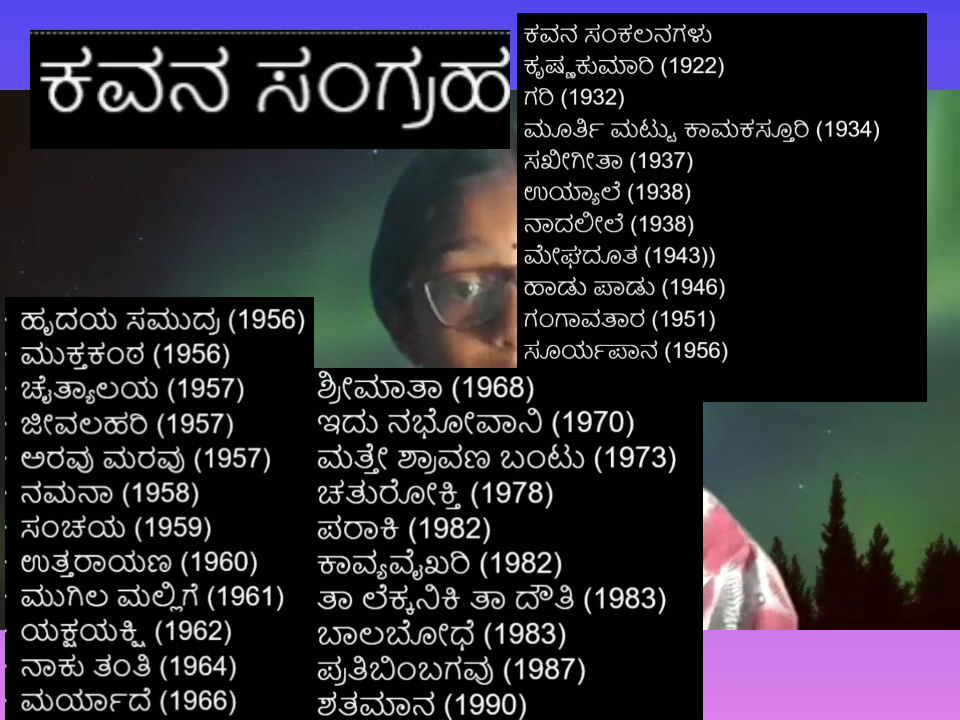 ಕವನ ಸಂಗ್ರಹ
ಕವನ ಸಂಕಲನಗಳು
ಕೃಷ್ಣಕುಮಾರಿ (1922)
ಗರಿ (1932)
ಮೂರ್ತಿ ಮಟ್ಟು ಕಾಮಕಸ್ತೂರಿ (1934)
ಸಖೀಗೀತಾ (1937)
ಉಯ್ಯಾಲೆ (1938)
ನಾದಲೀಲೆ (1938)
ಮೇಘದೂತ (1943))
ಹಾಡು ಪಾಡು (1946)
ಗಂಗಾವತಾರ (1951)
ಸೂರ್ಯಪಾನ (1956)
ಹೃದಯ ಸಮುದ್ರ (1956)
ಮುಕ್ತಕಂಠ (1956)
ಚೈತ್ಯಾಲಯ (1957)
ಜೀವಲಹರಿ (1957)
ಅರವು ಮರವು (1957)
ನಮನಾ (1958)
ಸಂಚಯ (1959)
ಉತ್ತರಾಯಣ (1960)
ಮುಗಿಲ ಮಲ್ಲಿಗೆ (1961)
ಯಕ್ಷಯಕ್ಷಿ (1962)
ನಾಕು ತಂತಿ (1964)
ಮರ್ಯಾದೆ (1966)
ಶ್ರೀಮಾತಾ (1968)
ಇದು ನಭೋವಾನಿ (1970)
ಮತ್ತೇ ಶ್ರಾವಣ ಬಂಟು (1973)
ಚತುರೋಕ್ತಿ (1978)
ಪರಾಕಿ (1982)
ಕಾವ್ಯವೈಖರಿ (1982)
ತಾ ಲೆಕ್ಕನಿಕಿ ತಾ ದೌತಿ (1983)
ಬಾಲಬೋಧೆ (1983)
ಪ್ರತಿಬಿಂಬಗವು (1987)
ಶತಮಾನ (1990)